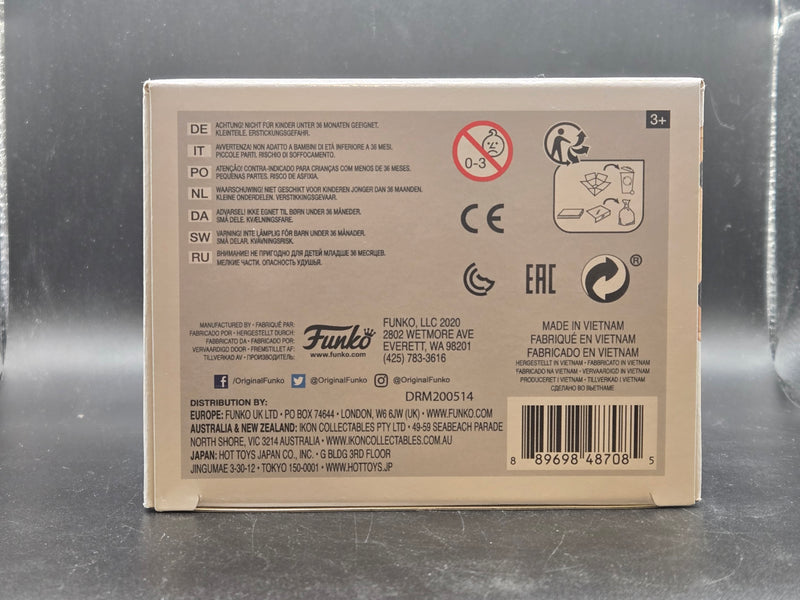 DE ACHTUNG! NICHT FÜR KINDER UNTER 36 MONATEN GEEIGNET.
KLEINTEILE. ERSTICKUNGSGEFAHR.
IT AVVERTENZA! NON ADATTO A BAMBINI DI ETÀ INFERIORE A 36 MESI.
PICCOLE PARTI. RISCHIO DI SOFFOCAMENTO.
PO ATENÇÃO! CONTRA-INDICADO PARA CRIANÇAS COM MENOS DE 36 MESES.
PEQUENAS PARTES. RISCO DE ASFIXIA.
NL WAARSCHUWING! NIET GESCHIKT VOOR KINDEREN JONGER DAN 36 MAANDEN.
KLEINE ONDERDELEN. VERSTIKKINGSGEVAAR.
DA ADVARSEL! IKKE EGNET TIL BØRN UNDER 36 MÅNEDER.
SMÅ DELE. KVÆLNINGSFARE.
SW VARNING! INTE LÄMPLIG FÖR BARN UNDER 36 MÅNADER.
SMÅ DELAR. KVÄVNINGSRISK.
RU ВНИМАНИЕ! НЕ ПРИГОДНО ДЛЯ ДЕТЕЙ МЛАДШЕ 36 МЕСЯЦЕВ.
МЕЛКИЕ ЧАСТИ. ОПАСНОСТЬ УДУШЬЯ.
0-3
3+
CE
EAC
®
MANUFACTURED BY • FABRIQUÉ PAR:
FABRICADO POR • HERGESTELLT DURCH:
FABBRICATO DA • FABRICADO POR:
VERVAARDIGD DOOR • FREMSTILLET AF:
TILLVERKAD AV • ПРОИЗВОДИТЕЛЬ:
Funko
www.funko.com
FUNKO, LLC 2020
2802 WETMORE AVE
EVERETT, WA 98201
(425) 783-3616
/OriginalFunko @OriginalFunko @OriginalFunko
DRM200514
DISTRIBUTION BY:
EUROPE: FUNKO UK LTD • PO BOX 74644 • LONDON, W6 6JW (UK) • WWW.FUNKO.COM
AUSTRALIA & NEW ZEALAND: IKON COLLECTABLES PTY LTD • 49-59 SEABEACH PARADE
NORTH SHORE, VIC 3214 AUSTRALIA • WWW.IKONCOLLECTABLES.COM.AU
JAPAN: HOT TOYS JAPAN CO., INC. • G BLDG 3RD FLOOR
JINGUMAE 3-30-12 • TOKYO 150-0001 • WWW.HOTTOYS.JP
MADE IN VIETNAM
FABRIQUÉ EN VIETNAM
FABRICADO EN VIETNAM
HERGESTELLT IN VIETNAM • FABBRICATO IN VIETNAM
FABRICADO NA VIETNAM • VERVAARDIGD IN VIETNAM
PRODUCERET I VIETNAM • TILLVERKAD I VIETNAM
СДЕЛАНО ВО ВЬЕТНАМЕ
8 89698 48708 5